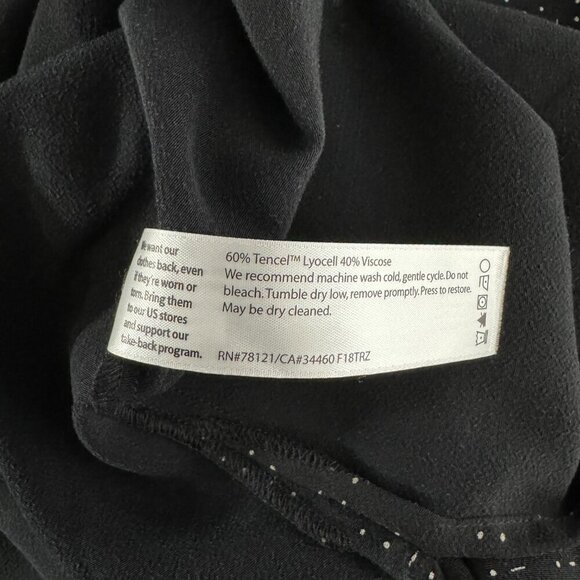 We want our
clothes back, even
if they're worn or
torn. Bring them
to our US stores
and support our
take-back program.
60% Tencel™ Lyocell 40% Viscose
We recommend machine wash cold, gentle cycle. Do not
bleach. Tumble dry low, remove promptly. Press to restore.
May be dry cleaned.
RN#78121/CA#34460 F18TRZ